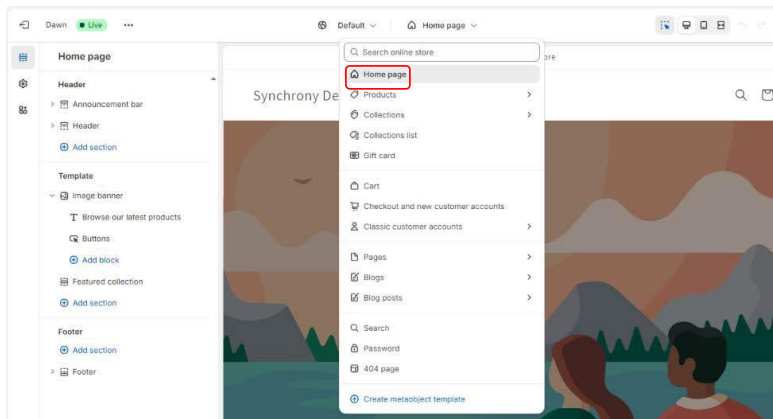 Dawn
Live
Default
Home page
Home page
Header
Announcement bar
Header
Add section
Template
Image banner
Browse our latest products
Buttons
Add block
Featured collection
Add section
Footer
Add section
Footer
Search online store
Home page
Products
Collections
Collections list
Gift card
Cart
Checkout and new customer accounts
Classic customer accounts
Pages
Blogs
Blog posts
Search
Password
404 page
Create metaobject template
ore
Synchrony De